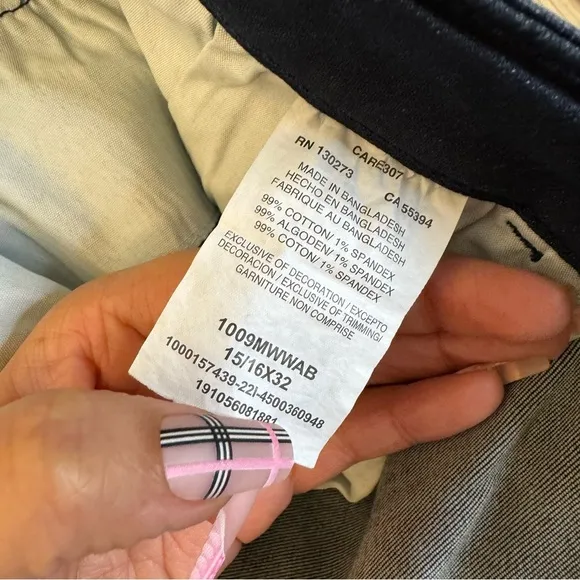 CARE307
RN 130273 CA 55394
MADE IN BANGLADESH
HECHO EN BANGLADESH
FABRIQUE AU BANGLADESH
99% COTTON/ 1% SPANDEX
99% ALGODEN/ 1% SPANDEX
99% COTON/ 1% SPANDEX
EXCLUSIVE OF DECORATION / EXCEPTO
DECORACION / EXCLUSIVE OF TRIMMING/
GARNITURE NON COMPRISE
1009MWWAB
15/16X32
1000157439-22I-4500360948
191056081881